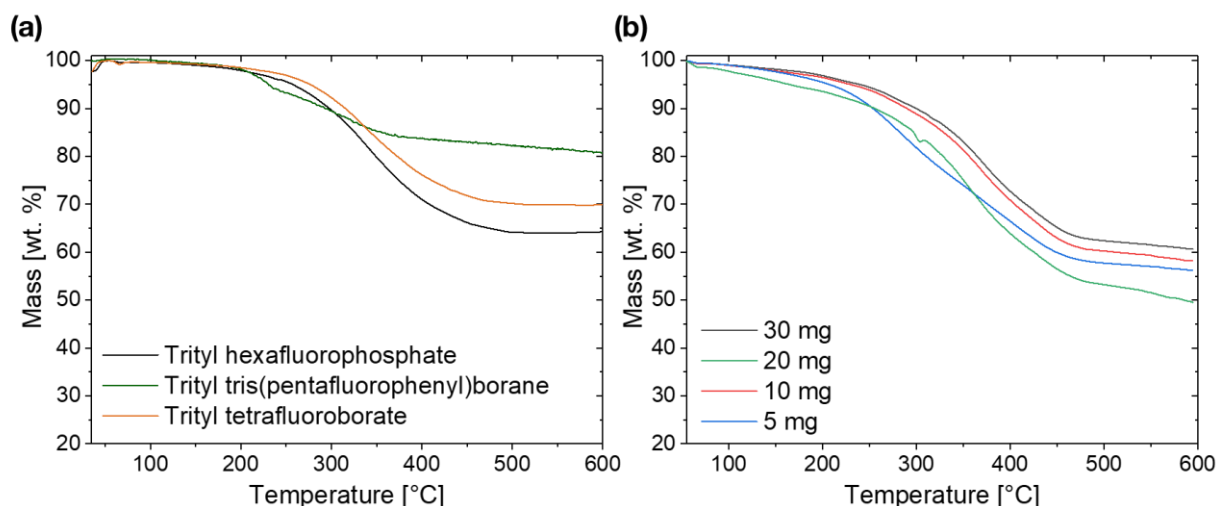 (a)
100
90
80
70
60
50
40
30
20
Mass [wt. %]
Trityl hexafluorophosphate
Trityl tris(pentafluorophenyl)borane
Trityl tetrafluoroborate
100 200 300 400 500 600
Temperature [°C]
(b)
100
90
80
70
60
50
40
30
20
Mass [wt. %]
30 mg
20 mg
10 mg
5 mg
100 200 300 400 500 600
Temperature [°C]